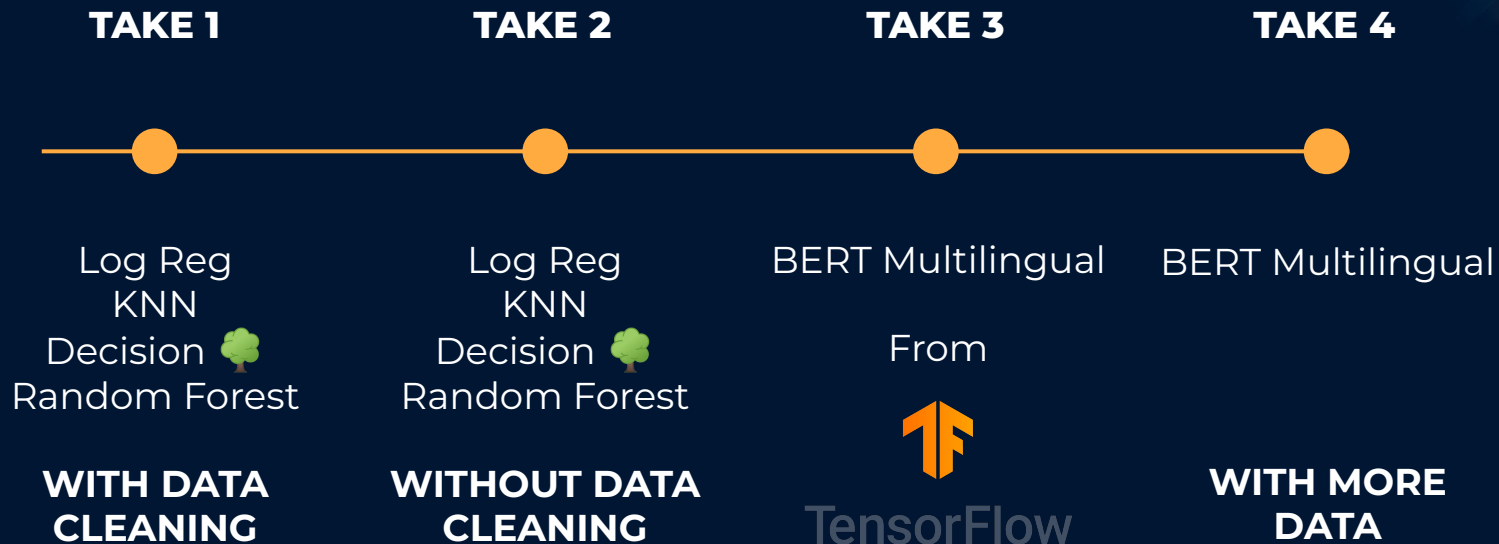 TAKE 1
TAKE 2
TAKE 3
TAKE 4
Log Reg
KNN
Decision 🌳
Random Forest
WITH DATA
CLEANING
Log Reg
KNN
Decision 🌳
Random Forest
WITHOUT DATA
CLEANING
BERT Multilingual
From
TensorFlow
BERT Multilingual
WITH MORE
DATA